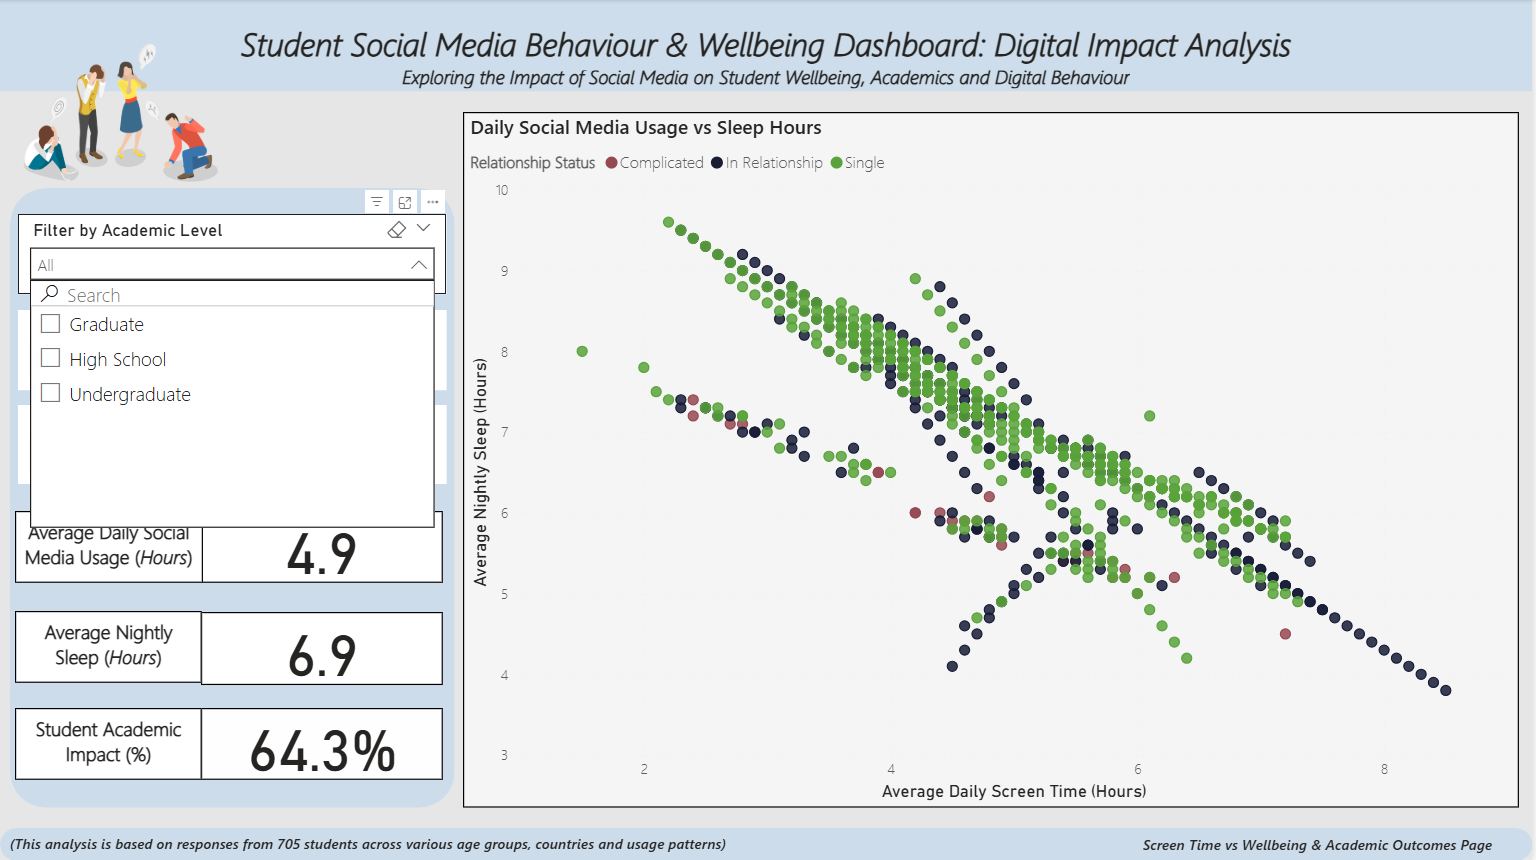 Student Social Media Behaviour & Wellbeing Dashboard: Digital Impact Analysis
Exploring the Impact of Social Media on Student Wellbeing, Academics and Digital Behaviour
Filter by Academic Level
All
Search
Graduate
High School
Undergraduate
Average Daily Social
Media Usage (Hours)
4.9
Average Nightly
Sleep (Hours)
6.9
Student Academic
Impact (%)
64.3%
Daily Social Media Usage vs Sleep Hours
Relationship Status Complicated In Relationship Single
10
9
8
7
6
5
4
3
Average Nightly Sleep (Hours)
2 4 6 8
Average Daily Screen Time (Hours)
(This analysis is based on responses from 705 students across various age groups, countries and usage patterns)
Screen Time vs Wellbeing & Academic Outcomes Page